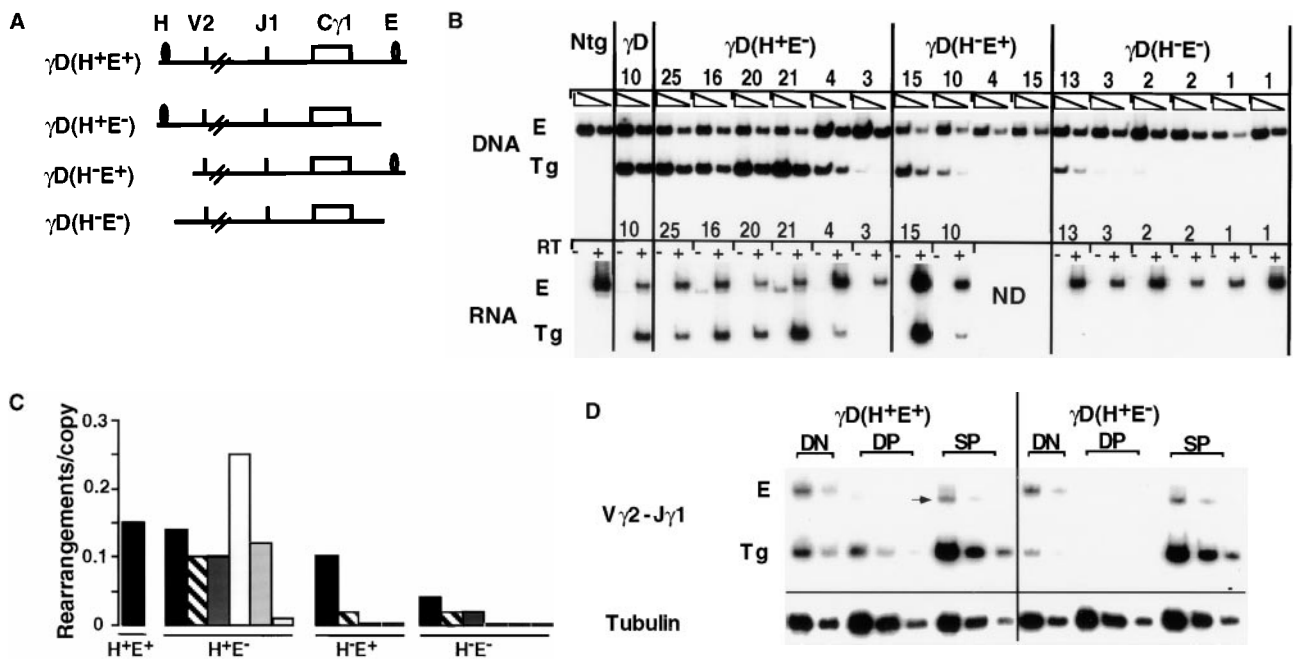 A
H V2 J1 Cγ1 E
γD(H⁺E⁺)
γD(H⁺E⁻)
γD(H⁻E⁺)
γD(H⁻E⁻)
B
Ntg γD γD(H⁺E⁻) γD(H⁻E⁺) γD(H⁻E⁻)
10 25 16 20 21 4 3 15 10 4 15 13 3 2 2 1 1
DNA
E
Tg
10 25 16 20 21 4 3 15 10 13 3 2 2 1 1
RT - + - + - + - + - + - + - + - + - + - + - + - + - + - + - + - +
RNA
E
Tg
ND
C
Rearrangements/copy
0.3
0.2
0.1
0
H⁺E⁺ H⁺E⁻ H⁻E⁺ H⁻E⁻
D
γD(H⁺E⁺) γD(H⁺E⁻)
DN DP SP DN DP SP
Vγ2-Jγ1
E
Tg
Tubulin